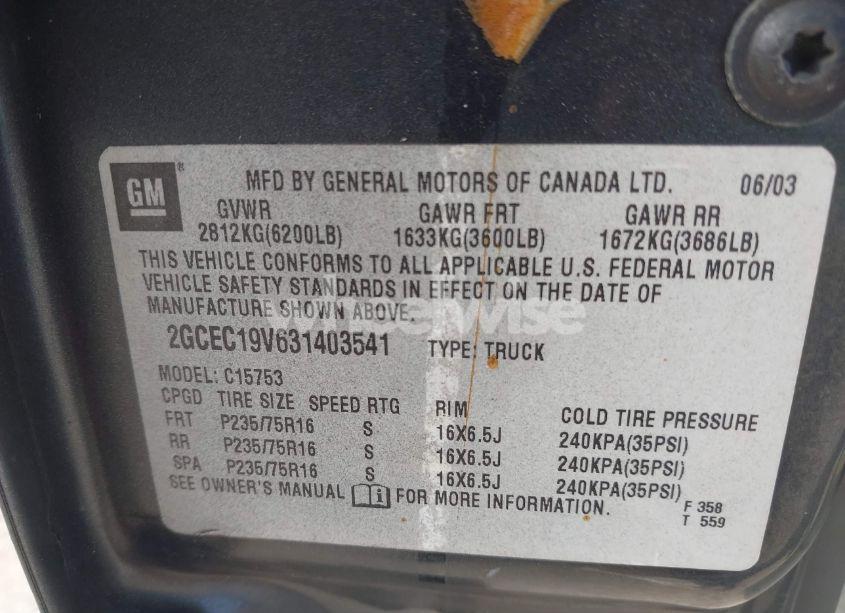 GM ® MFD BY GENERAL MOTORS OF CANADA LTD. 06/03
GVWR GAWR FRT GAWR RR
2812KG(6200LB) 1633KG(3600LB) 1672KG(3686LB)
THIS VEHICLE CONFORMS TO ALL APPLICABLE U.S. FEDERAL MOTOR
VEHICLE SAFETY STANDARDS IN EFFECT ON THE DATE OF
MANUFACTURE SHOWN ABOVE.
2GCEC19V631403541 TYPE: TRUCK
MODEL: C15753
CPGD TIRE SIZE SPEED RTG RIM COLD TIRE PRESSURE
FRT P235/75R16 S 16X6.5J 240KPA(35PSI)
RR P235/75R16 S 16X6.5J 240KPA(35PSI)
SPA P235/75R16 S 16X6.5J 240KPA(35PSI)
SEE OWNER'S MANUAL FOR MORE INFORMATION.
F 358
T 559